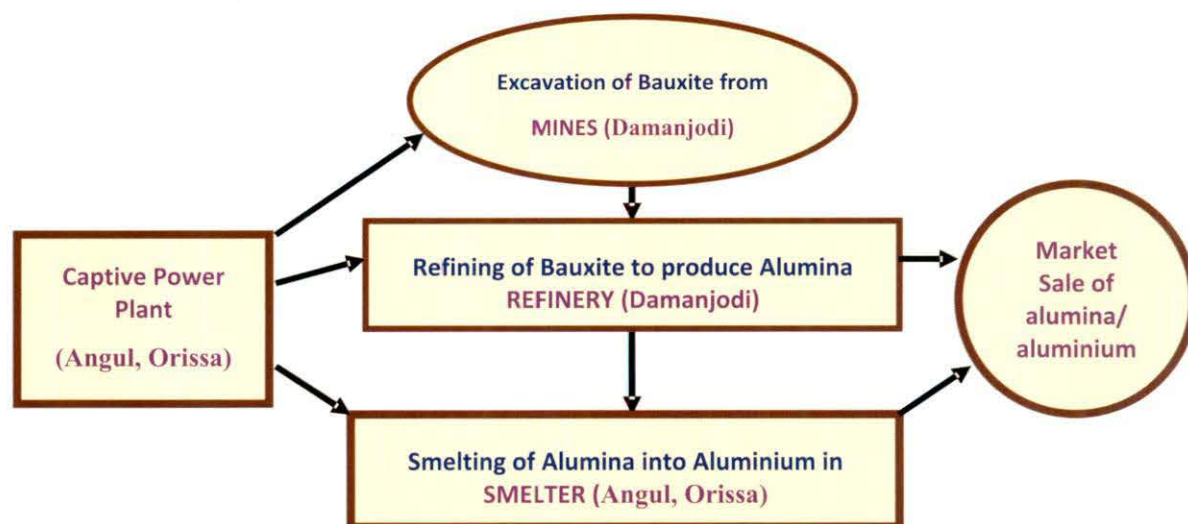 Excavation of Bauxite from
MINES (Damanjodi)
Captive Power
Plant
(Angul, Orissa)
Refining of Bauxite to produce Alumina
REFINERY (Damanjodi)
Market
Sale of
alumina/
aluminium
Smelting of Alumina into Aluminium in
SMELTER (Angul, Orissa)